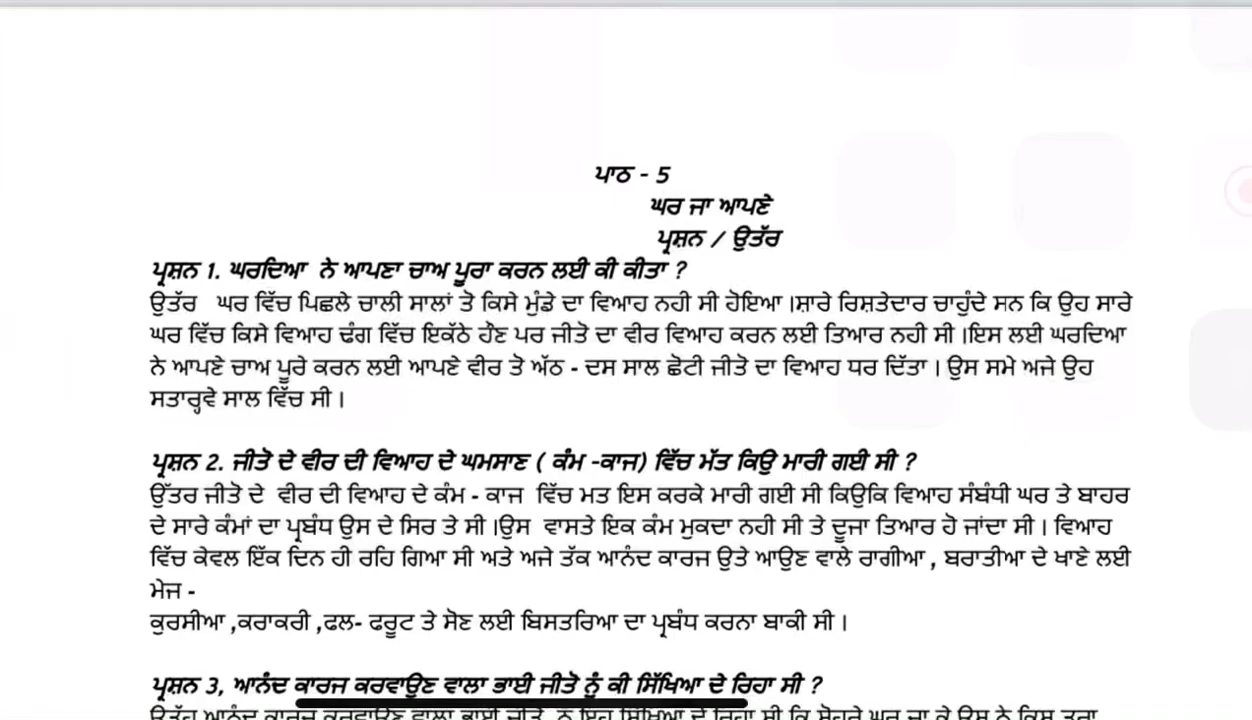 ਪਾਠ - 5
ਘਰ ਜਾ ਆਪਣੇ
ਪ੍ਰਸ਼ਨ / ਉਤੱਰ
ਪ੍ਰਸ਼ਨ 1. ਘਰਦਿਆ ਨੇ ਆਪਣਾ ਚਾਅ ਪੂਰਾ ਕਰਨ ਲਈ ਕੀ ਕੀਤਾ ?
ਉਤੱਰ ਘਰ ਵਿੱਚ ਪਿਛਲੇ ਚਾਲੀ ਸਾਲਾਂ ਤੋ ਕਿਸੇ ਮੁੰਡੇ ਦਾ ਵਿਆਹ ਨਹੀ ਸੀ ਹੋਇਆ ।ਸ਼ਾਰੇ ਰਿਸ਼ਤੇਦਾਰ ਚਾਹੁੰਦੇ ਸਨ ਕਿ ਉਹ ਸਾਰੇ
ਘਰ ਵਿੱਚ ਕਿਸੇ ਵਿਆਹ ਢੰਗ ਵਿੱਚ ਇਕੱਠੇ ਹੌਣ ਪਰ ਜੀਤੋ ਦਾ ਵੀਰ ਵਿਆਹ ਕਰਨ ਲਈ ਤਿਆਰ ਨਹੀ ਸੀ ।ਇਸ ਲਈ ਘਰਦਿਆ
ਨੇ ਆਪਣੇ ਚਾਅ ਪੂਰੇ ਕਰਨ ਲਈ ਆਪਣੇ ਵੀਰ ਤੋ ਅੱਠ - ਦਸ ਸਾਲ ਛੋਟੀ ਜੀਤੋ ਦਾ ਵਿਆਹ ਧਰ ਦਿੱਤਾ । ਉਸ ਸਮੇ ਅਜੇ ਉਹ
ਸਤਾਰ੍ਹਵੇ ਸਾਲ ਵਿੱਚ ਸੀ ।
ਪ੍ਰਸ਼ਨ 2. ਜੀਤੋ ਦੇ ਵੀਰ ਦੀ ਵਿਆਹ ਦੇ ਘਮਸਾਣ ( ਕੰਮ -ਕਾਜ) ਵਿੱਚ ਮੱਤ ਕਿਉ ਮਾਰੀ ਗਈ ਸੀ ?
ਉੱਤਰ ਜੀਤੋ ਦੇ ਵੀਰ ਦੀ ਵਿਆਹ ਦੇ ਕੰਮ - ਕਾਜ ਵਿੱਚ ਮਤ ਇਸ ਕਰਕੇ ਮਾਰੀ ਗਈ ਸੀ ਕਿਉਕਿ ਵਿਆਹ ਸੰਬੰਧੀ ਘਰ ਤੇ ਬਾਹਰ
ਦੇ ਸਾਰੇ ਕੰਮਾਂ ਦਾ ਪ੍ਰਬੰਧ ਉਸ ਦੇ ਸਿਰ ਤੇ ਸੀ ।ਉਸ ਵਾਸਤੇ ਇਕ ਕੰਮ ਮੁਕਦਾ ਨਹੀ ਸੀ ਤੇ ਦੂਜਾ ਤਿਆਰ ਹੋ ਜਾਂਦਾ ਸੀ । ਵਿਆਹ
ਵਿੱਚ ਕੇਵਲ ਇੱਕ ਦਿਨ ਹੀ ਰਹਿ ਗਿਆ ਸੀ ਅਤੇ ਅਜੇ ਤੱਕ ਆਨੰਦ ਕਾਰਜ ਉਤੇ ਆਉਣ ਵਾਲੇ ਰਾਗੀਆ , ਬਰਾਤੀਆ ਦੇ ਖਾਣੇ ਲਈ
ਮੇਜ -
ਕੁਰਸੀਆ ,ਕਰਾਕਰੀ ,ਫਲ- ਫਰੂਟ ਤੇ ਸੋਣ ਲਈ ਬਿਸਤਰਿਆ ਦਾ ਪ੍ਰਬੰਧ ਕਰਨਾ ਬਾਕੀ ਸੀ ।
ਪ੍ਰਸ਼ਨ 3, ਆਨੰਦ ਕਾਰਜ ਕਰਵਾਉਣ ਵਾਲਾ ਭਾਈ ਜੀਤੋ ਨੂੰ ਕੀ ਸਿੱਖਿਆ ਦੇ ਰਿਹਾ ਸੀ ?